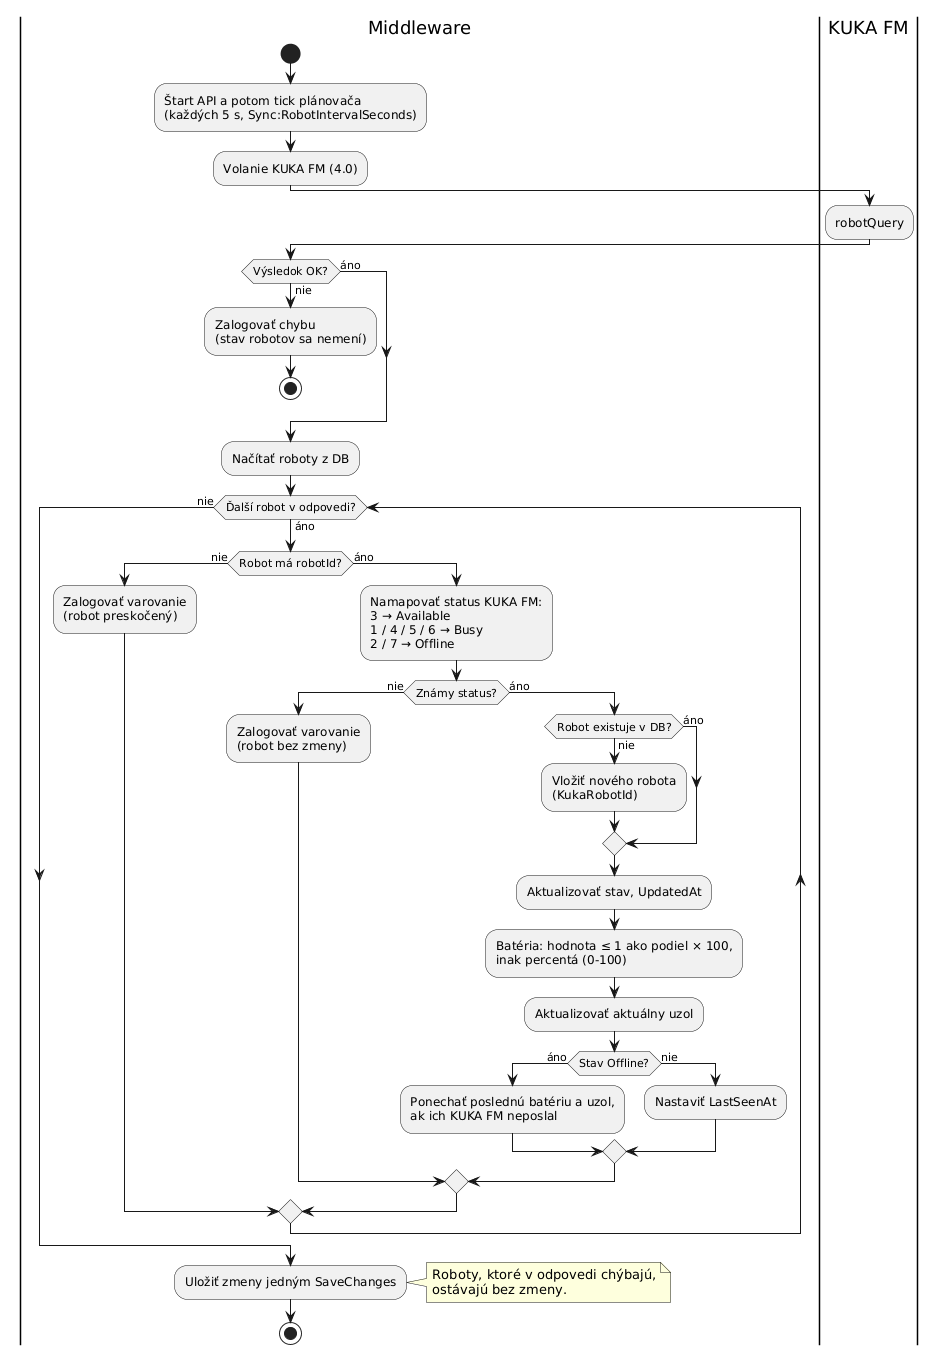 Middleware
KUKA FM
Štart API a potom tick plánovača
(každých 5 s, Sync:RobotIntervalSeconds)
Volanie KUKA FM (4.0)
robotQuery
Výsledok OK?
áno
nie
Zalogovať chybu
(stav robotov sa nemení)
Načítať roboty z DB
nie
Ďalší robot v odpovedi?
áno
nie
Robot má robotId?
áno
Zalogovať varovanie
(robot preskočený)
Namapovať status KUKA FM:
3 → Available
1 / 4 / 5 / 6 → Busy
2 / 7 → Offline
nie
Známy status?
áno
Zalogovať varovanie
(robot bez zmeny)
Robot existuje v DB?
áno
nie
Vložiť nového robota
(KukaRobotId)
Aktualizovať stav, UpdatedAt
Batéria: hodnota ≤ 1 ako podiel × 100,
inak percentá (0-100)
Aktualizovať aktuálny uzol
áno
Stav Offline?
nie
Ponechať poslednú batériu a uzol,
ak ich KUKA FM neposlal
Nastaviť LastSeenAt
Uložiť zmeny jedným SaveChanges
Roboty, ktoré v odpovedi chýbajú,
ostávajú bez zmeny.